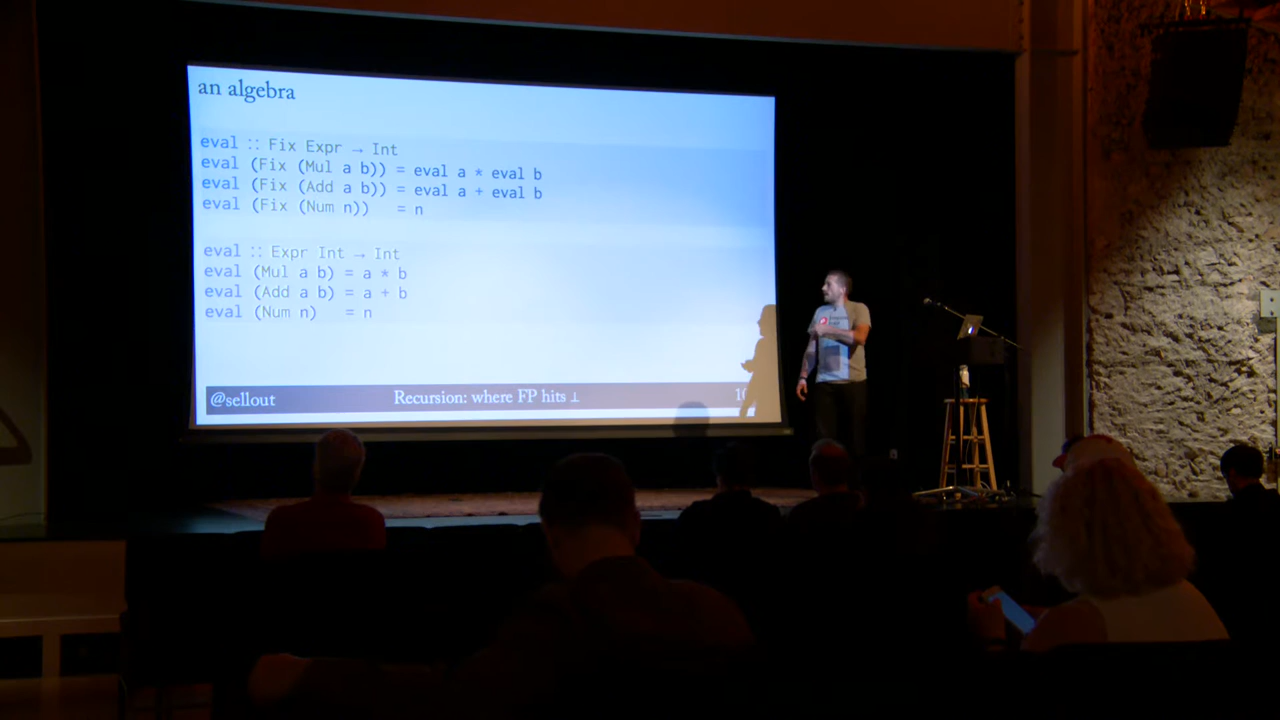 an algebra
eval :: Fix Expr → Int
eval (Fix (Mul a b)) = eval a * eval b
eval (Fix (Add a b)) = eval a + eval b
eval (Fix (Num n)) = n
eval :: Expr Int → Int
eval (Mul a b) = a * b
eval (Add a b) = a + b
eval (Num n) = n
@sellout Recursion: where FP hits ⊥